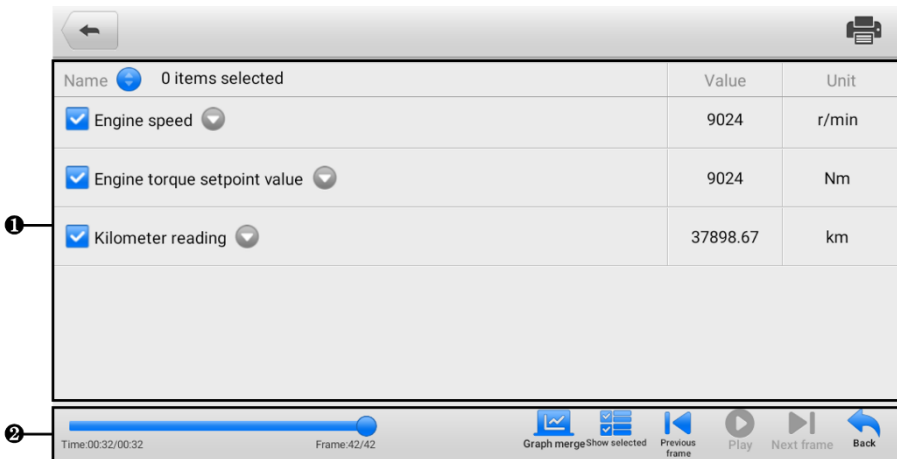 Name 0 items selected Value Unit
Engine speed 9024 r/min
Engine torque setpoint value 9024 Nm
❶
Kilometer reading 37898.67 km
❷
Time:00:32/00:32 Frame:42/42 Graph merge Show selected Previous frame Play Next frame Back